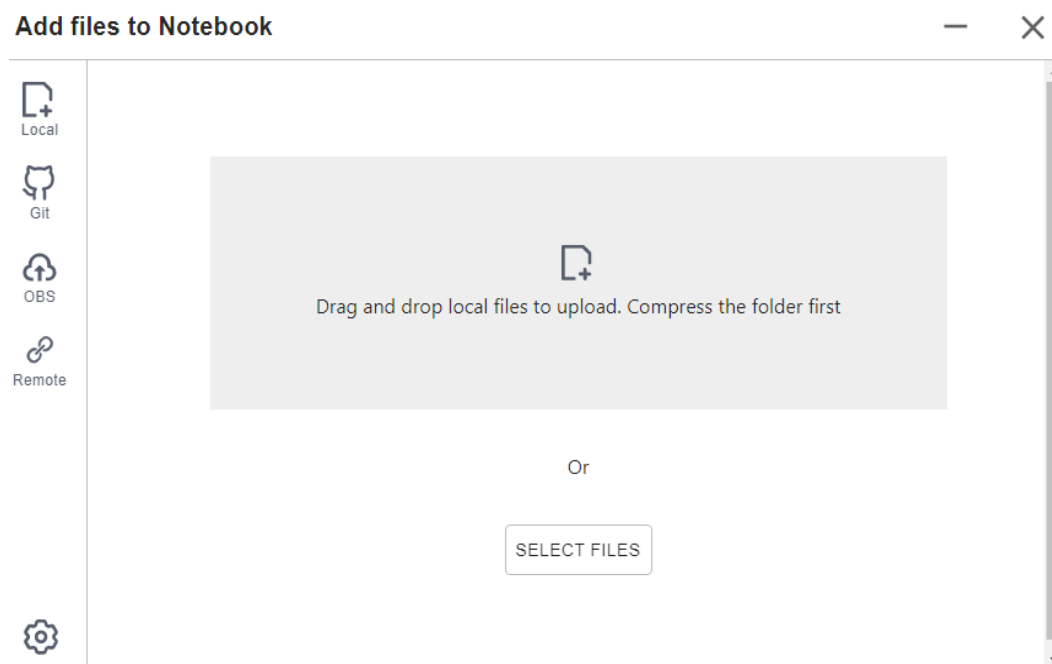 Add files to Notebook
Local
Git
OBS
Remote
Drag and drop local files to upload. Compress the folder first
Or
SELECT FILES